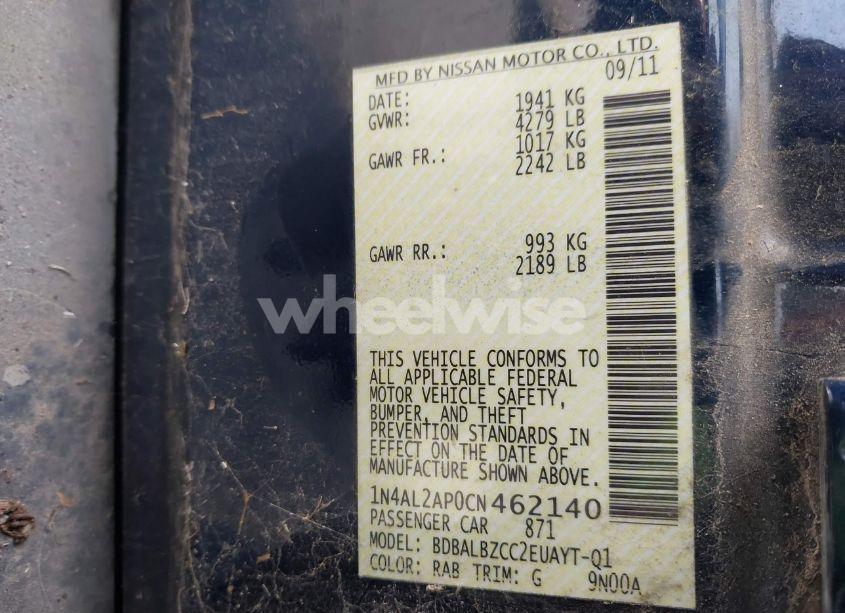 MFD BY NISSAN MOTOR CO., LTD.
DATE: 09/11
GVWR: 1941 KG
4279 LB
GAWR FR.: 1017 KG
2242 LB
GAWR RR.: 993 KG
2189 LB
wheelwise
THIS VEHICLE CONFORMS TO
ALL APPLICABLE FEDERAL
MOTOR VEHICLE SAFETY,
BUMPER, AND THEFT
PREVENTION STANDARDS IN
EFFECT ON THE DATE OF
MANUFACTURE SHOWN ABOVE.
1N4AL2AP0CN462140
PASSENGER CAR 871
MODEL: BDBALBZCC2EUAYT-Q1
COLOR: RAB TRIM: G 9N00A